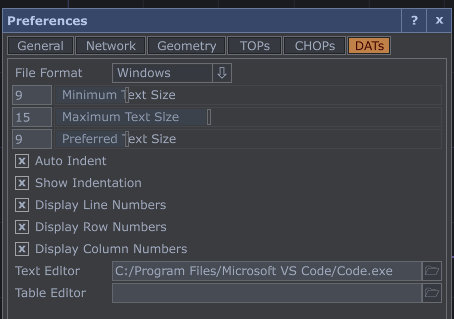 Preferences ? x
General Network Geometry TOPs CHOPs DATs
File Format Windows
9 Minimum Text Size
15 Maximum Text SIze
9 Preferred Text Size
x Auto Indent
x Show Indentation
x Display Line Numbers
x Display Row Numbers
x Display Column Numbers
Text Editor C:/Program Files/Microsoft VS Code/Code.exe
Table Editor